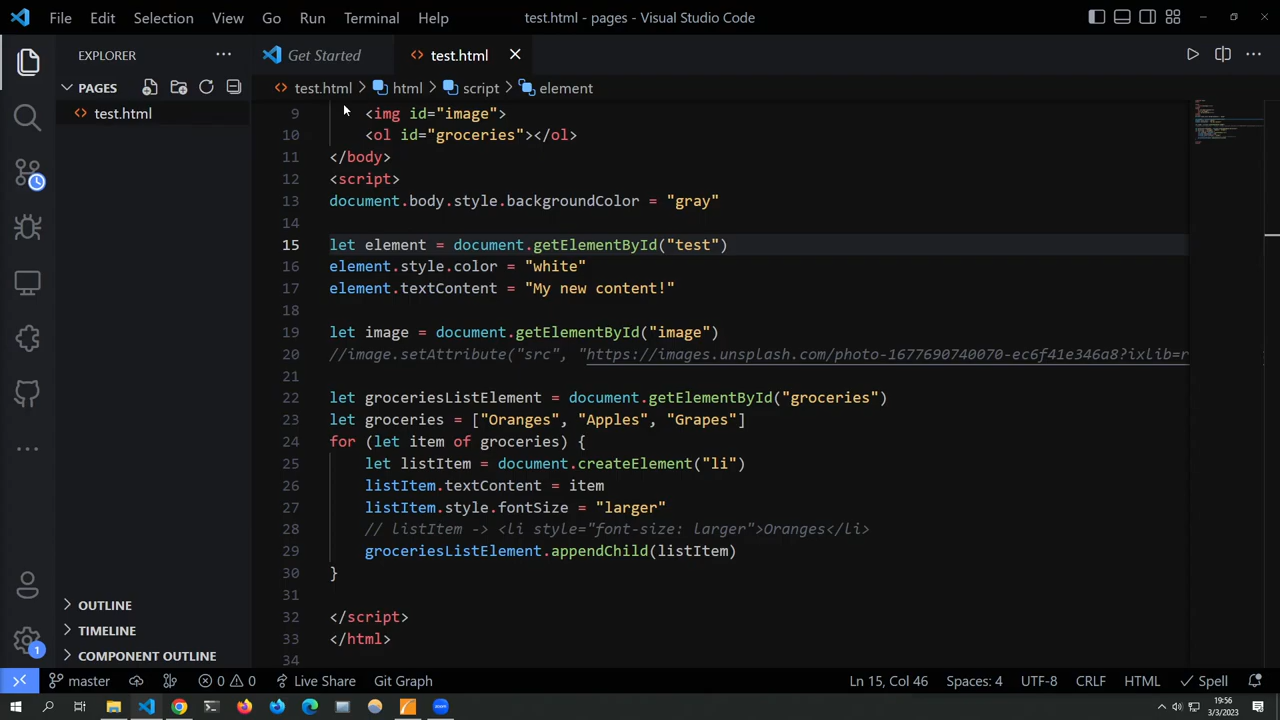 File Edit Selection View Go Run Terminal Help test.html - pages - Visual Studio Code
EXPLORER
Get Started
test.html
PAGES
test.html
test.html > html > script > element
9 <img id="image">
10 <ol id="groceries"></ol>
11 </body>
12 <script>
13 document.body.style.backgroundColor = "gray"
14
15 let element = document.getElementById("test")
16 element.style.color = "white"
17 element.textContent = "My new content!"
18
19 let image = document.getElementById("image")
20 //image.setAttribute("src", "https://images.unsplash.com/photo-1677690740070-ec6f41e346a8?ixlib=r
21
22 let groceriesListElement = document.getElementById("groceries")
23 let groceries = ["Oranges", "Apples", "Grapes"]
24 for (let item of groceries) {
25 let listItem = document.createElement("li")
26 listItem.textContent = item
27 listItem.style.fontSize = "larger"
28 // listItem -> <li style="font-size: larger">Oranges</li>
29 groceriesListElement.appendChild(listItem)
30 }
31
32 </script>
33 </html>
34
OUTLINE
TIMELINE
COMPONENT OUTLINE
1
master 0 0 Live Share Git Graph Ln 15, Col 46 Spaces: 4 UTF-8 CRLF HTML Spell
19:56
3/3/2023